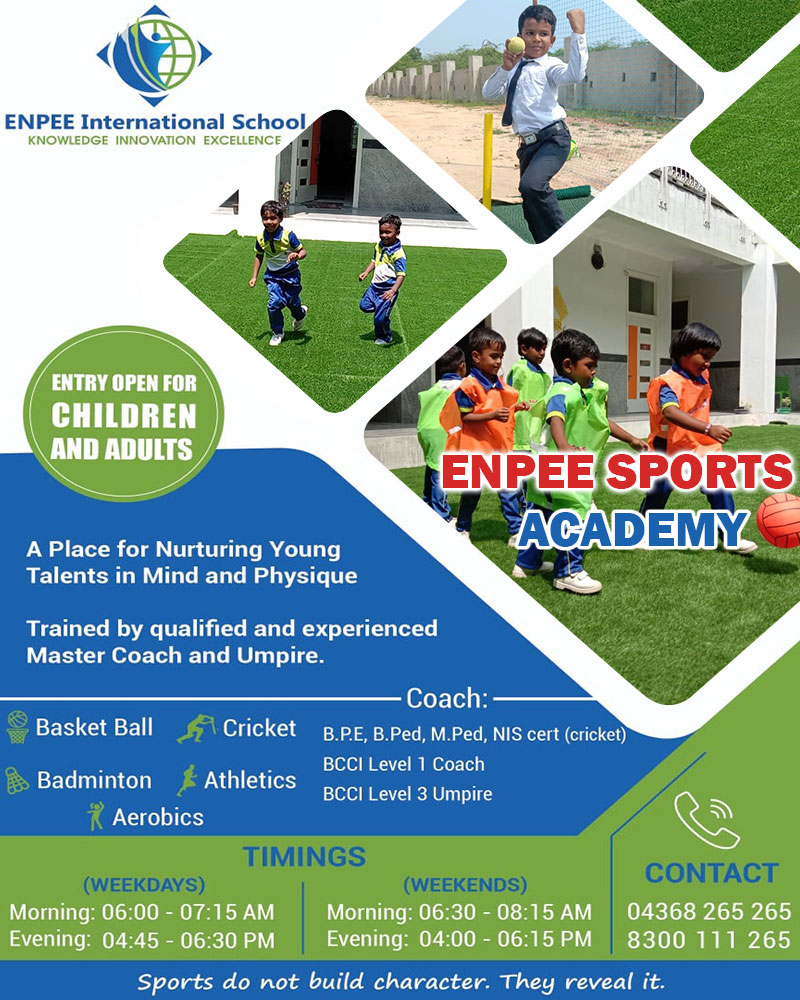 ENPEE International School
KNOWLEDGE INNOVATION EXCELLENCE
ENTRY OPEN FOR
CHILDREN
AND ADULTS
ENPEE SPORTS
ACADEMY
A Place for Nurturing Young
Talents in Mind and Physique
Trained by qualified and experienced
Master Coach and Umpire.
Basket Ball
Cricket
Badminton
Athletics
Aerobics
Coach:
B.P.E, B.Ped, M.Ped, NIS cert (cricket)
BCCI Level 1 Coach
BCCI Level 3 Umpire
TIMINGS
(WEEKDAYS)
Morning: 06:00 - 07:15 AM
Evening: 04:45 - 06:30 PM
(WEEKENDS)
Morning: 06:30 - 08:15 AM
Evening: 04:00 - 06:15 PM
CONTACT
04368 265 265
8300 111 265
Sports do not build character. They reveal it.